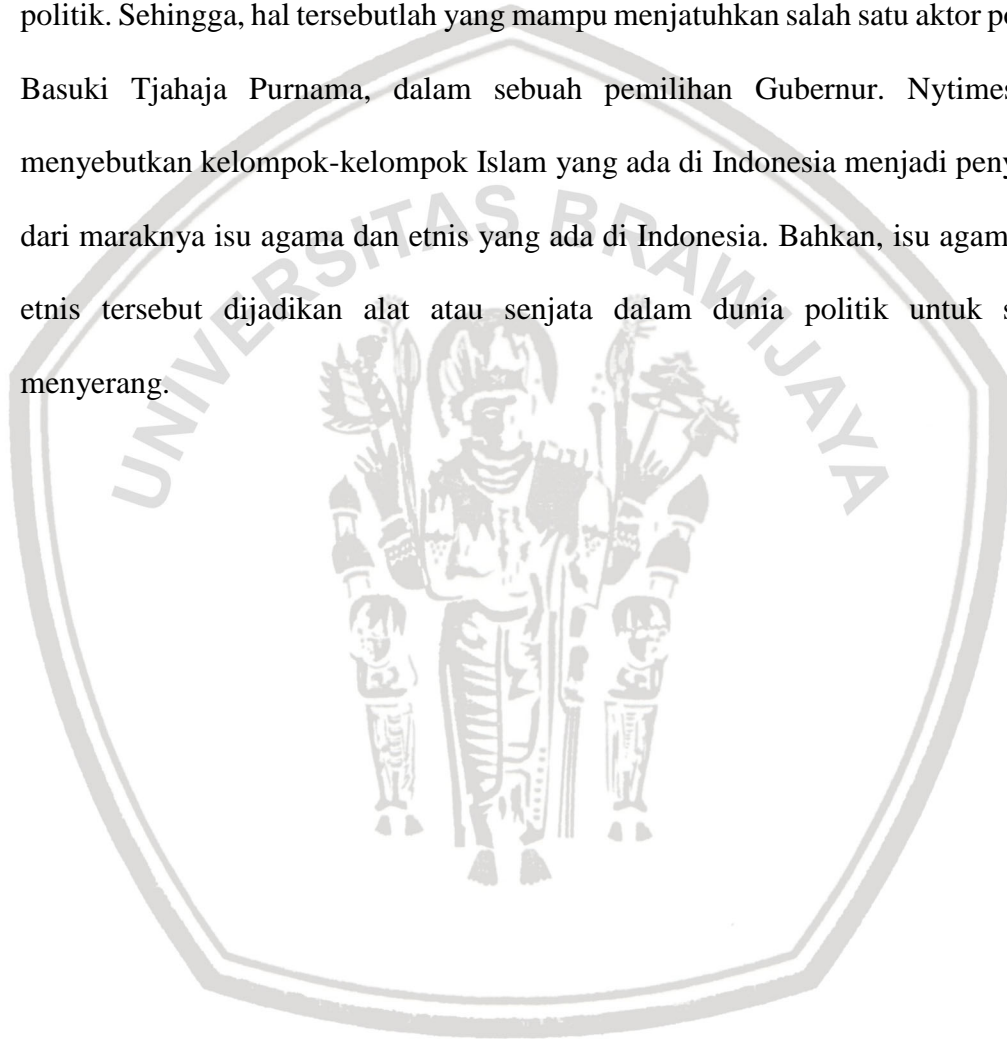 politik. Sehingga, hal tersebutlah yang mampu menjatuhkan salah satu aktor
Basuki Tjahaja Purnama, dalam sebuah pemilihan Gubernur. Nytimes
menyebutkan kelompok-kelompok Islam yang ada di Indonesia menjadi
dari maraknya isu agama dan etnis yang ada di Indonesia. Bahkan, isu
etnis tersebut dijadikan alat atau senjata dalam dunia politik untuk
menyerang.
UNIVERSITAS BRAWIJAYA